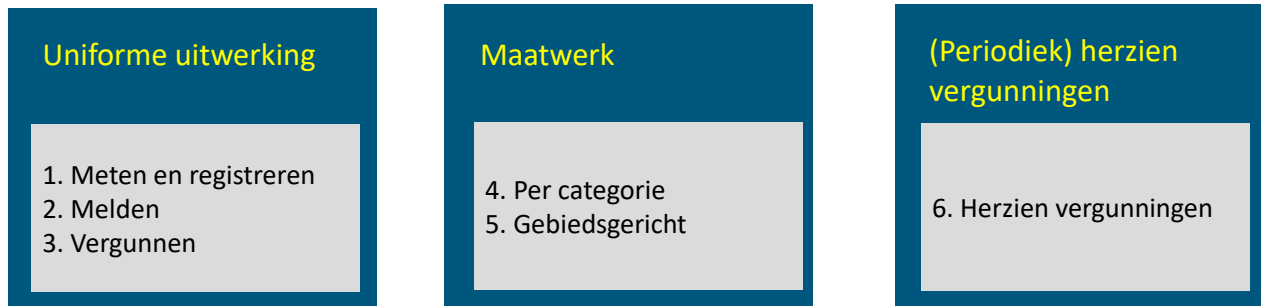 Uniforme uitwerking
1. Meten en registreren
2. Melden
3. Vergunnen
Maatwerk
4. Per categorie
5. Gebiedsgericht
(Periodiek) herzien
vergunningen
6. Herzien vergunningen